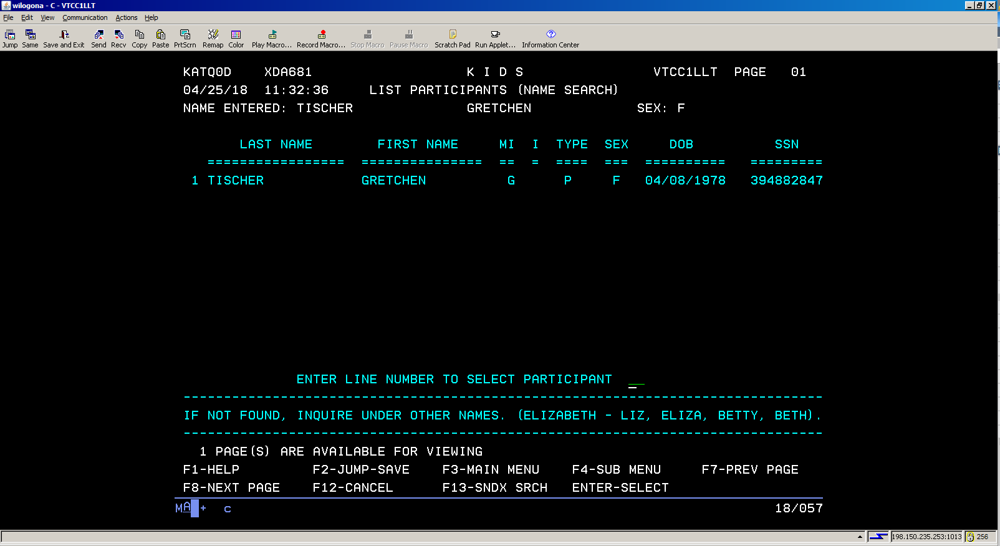 wilogona - C - VTCC1LLT
File Edit View Communication Actions Help
Jump Same Save and Exit Send Recv Copy Paste PrtScrn Remap Color Play Macro... Record Macro... Stop Macro Pause Macro Scratch Pad Run Applet... Information Center
KATQ0D XDA681 K I D S VTCC1LLT PAGE 01
04/25/18 11:32:36 LIST PARTICIPANTS (NAME SEARCH)
NAME ENTERED: TISCHER GRETCHEN SEX: F
LAST NAME FIRST NAME MI I TYPE SEX DOB SSN
================= =============== == = ==== === ========== =========
1 TISCHER GRETCHEN G P F 04/08/1978 394882847
ENTER LINE NUMBER TO SELECT PARTICIPANT __
-------------------------------------------------------------------------------
IF NOT FOUND, INQUIRE UNDER OTHER NAMES. (ELIZABETH - LIZ, ELIZA, BETTY, BETH).
-------------------------------------------------------------------------------
1 PAGE(S) ARE AVAILABLE FOR VIEWING
F1-HELP F2-JUMP-SAVE F3-MAIN MENU F4-SUB MENU F7-PREV PAGE
F8-NEXT PAGE F12-CANCEL F13-SNDX SRCH ENTER-SELECT
MA + c 18/057
198.150.235.253:1013 256